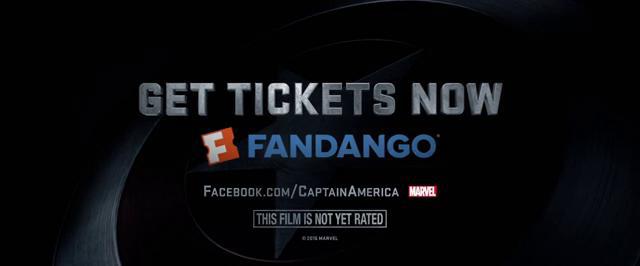 GET TICKETS NOW
F FANDANGO
FACEBOOK.COM/CAPTAINAMERICA MARVEL
THIS FILM IS NOT YET RATED
© 2016 MARVEL